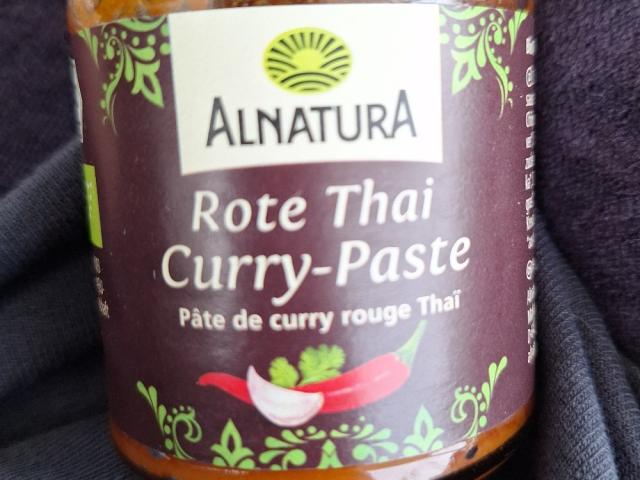 ALNATURA
Rote Thai
Curry-Paste
Pâte de curry rouge Thaï